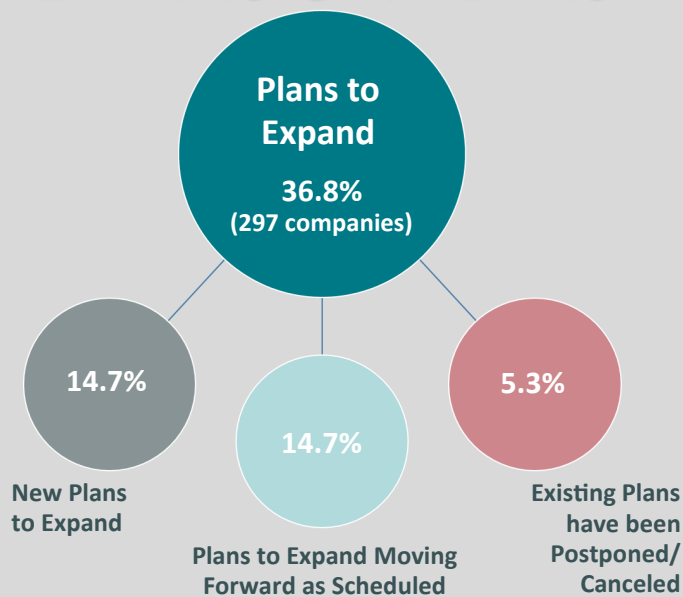 Plans to
Expand
36.8%
(297 companies)
14.7%
14.7%
5.3%
New Plans
to Expand
Plans to Expand Moving
Forward as Scheduled
Existing Plans
have been
Postponed/
Canceled